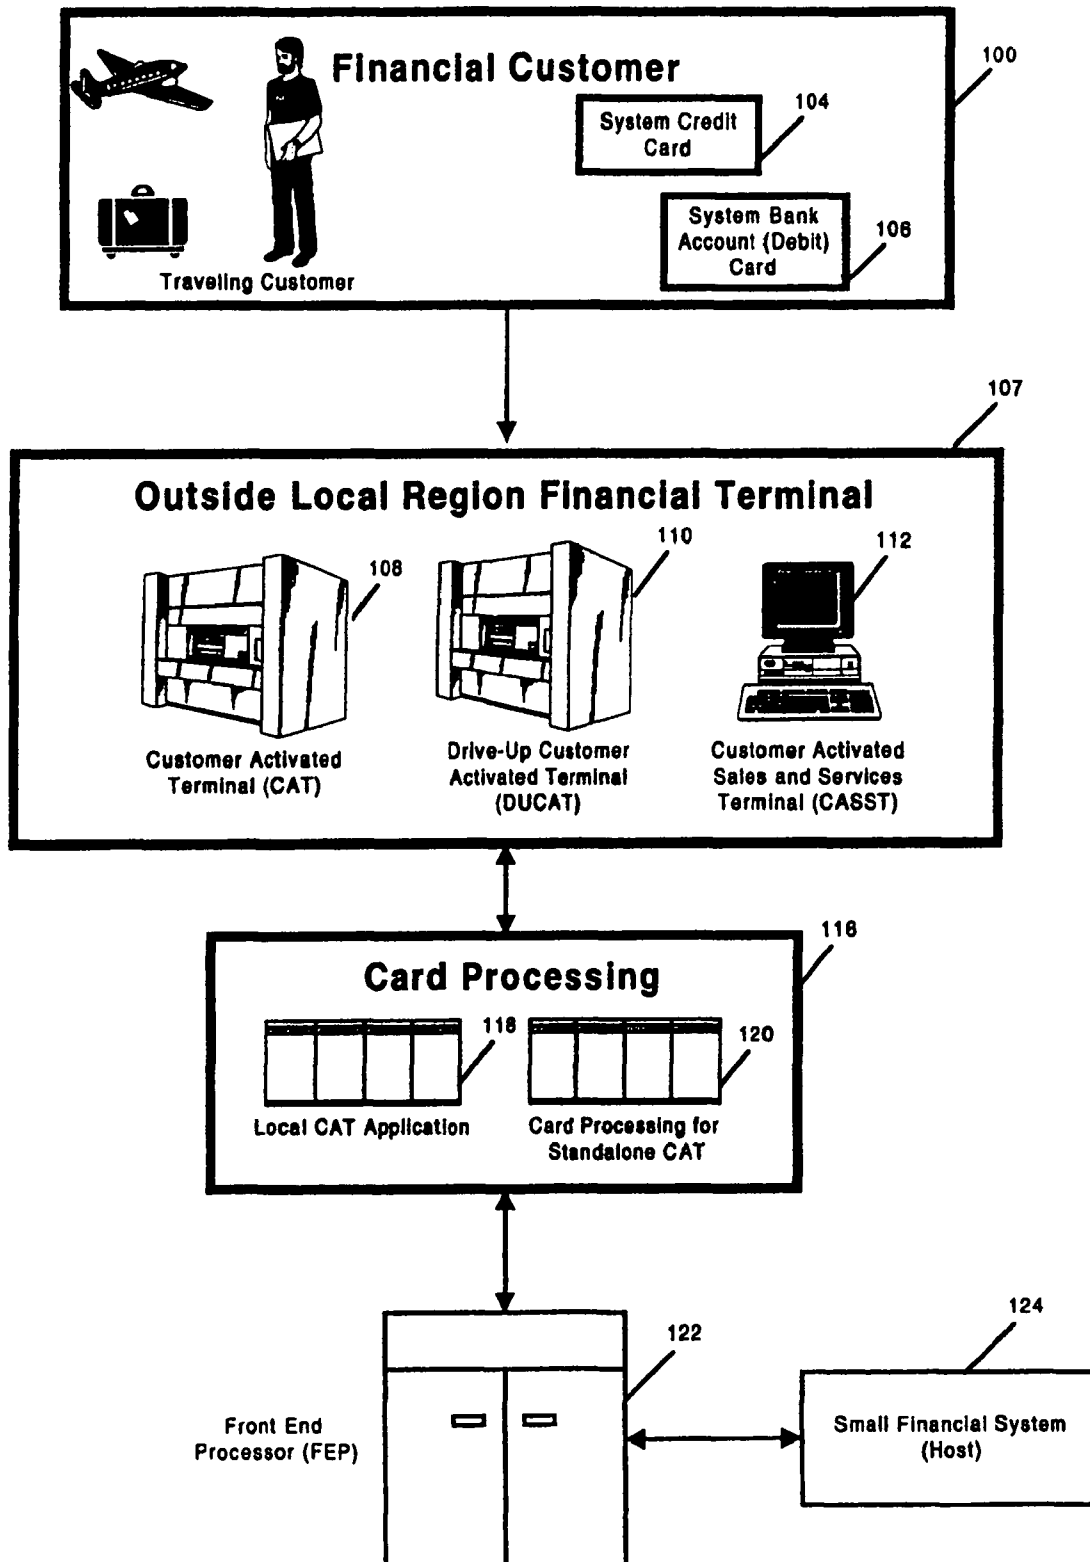 Financial Customer
100
System Credit
Card
104
System Bank
Account (Debit)
Card
106
Traveling Customer
107
Outside Local Region Financial Terminal
108
110
112
Customer Activated
Terminal (CAT)
Drive-Up Customer
Activated Terminal
(DUCAT)
Customer Activated
Sales and Services
Terminal (CASST)
116
Card Processing
118
120
Local CAT Application
Card Processing for
Standalone CAT
122
124
Front End
Processor (FEP)
Small Financial System
(Host)